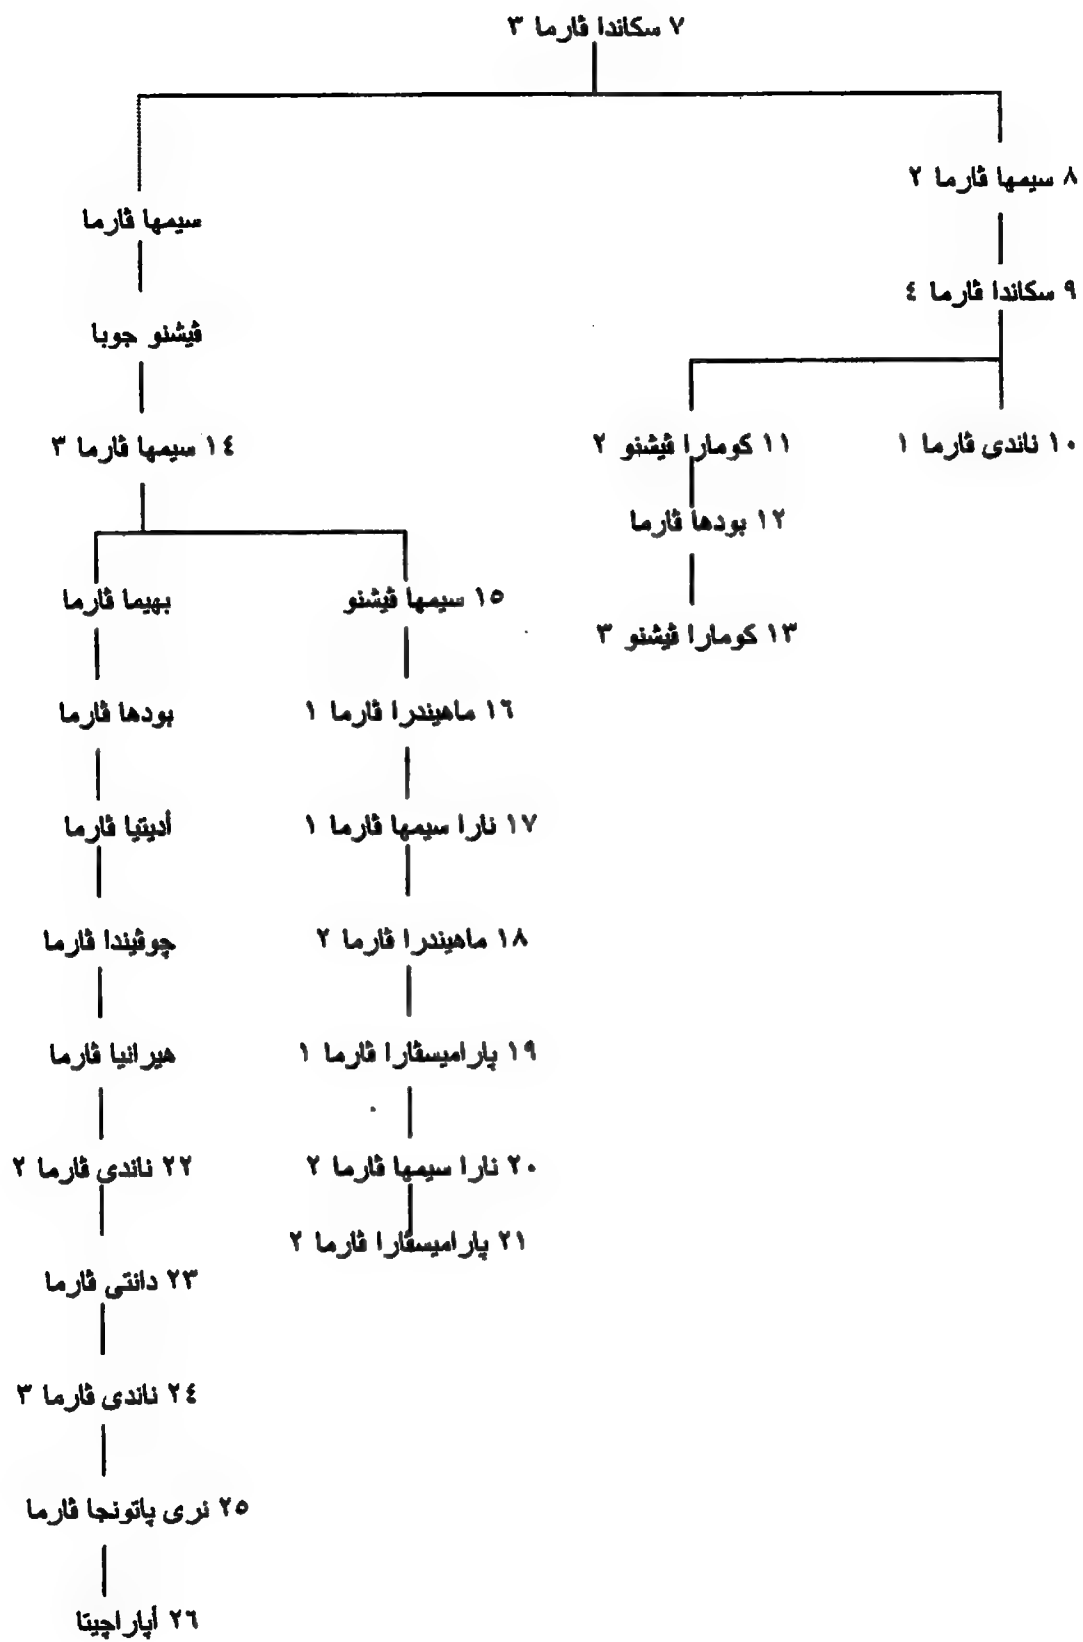 ٧ سكاندا ڤارما ٣
٨ سيمها ڤارما ٢
سيمها ڤارما
٩ سكاندا ڤارما ٤
ڤيشنو جوبا
١٠ ناندى ڤارما ١
١١ كومارا ڤيشنو ٢
١٤ سيمها ڤارما ٣
١٢ بودها ڤارما
١٥ سيمها ڤيشنو
بهيما ڤارما
١٣ كومارا ڤيشنو ٣
١٦ ماهيندرا ڤارما ١
بودها ڤارما
١٧ نارا سيمها ڤارما ١
أديتيا ڤارما
١٨ ماهيندرا ڤارما ٢
چوڤيندا ڤارما
١٩ پاراميسڤارا ڤارما ١
هيرانيا ڤارما
٢٠ نارا سيمها ڤارما ٢
٢٢ ناندى ڤارما ٢
٢١ پاراميسڤارا ڤارما ٢
٢٣ دانتى ڤارما
٢٤ ناندى ڤارما ٣
٢٥ نرى پاتونجا ڤارما
٢٦ أپاراچيتا